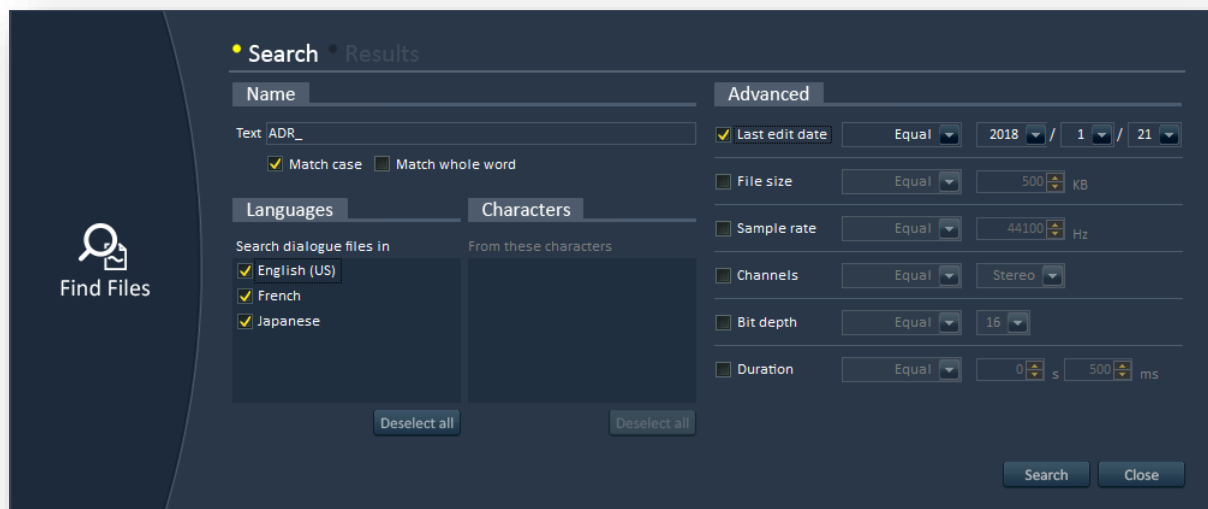 Search Results
Name
Text ADR_
Match case Match whole word
Languages Characters
Search dialogue files in From these characters
English (US)
French
Japanese
Deselect all Deselect all
Find Files
Advanced
Last edit date Equal 2018 / 1 / 21
File size Equal 500 KB
Sample rate Equal 44100 Hz
Channels Equal Stereo
Bit depth Equal 16
Duration Equal 0 s 500 ms
Search Close